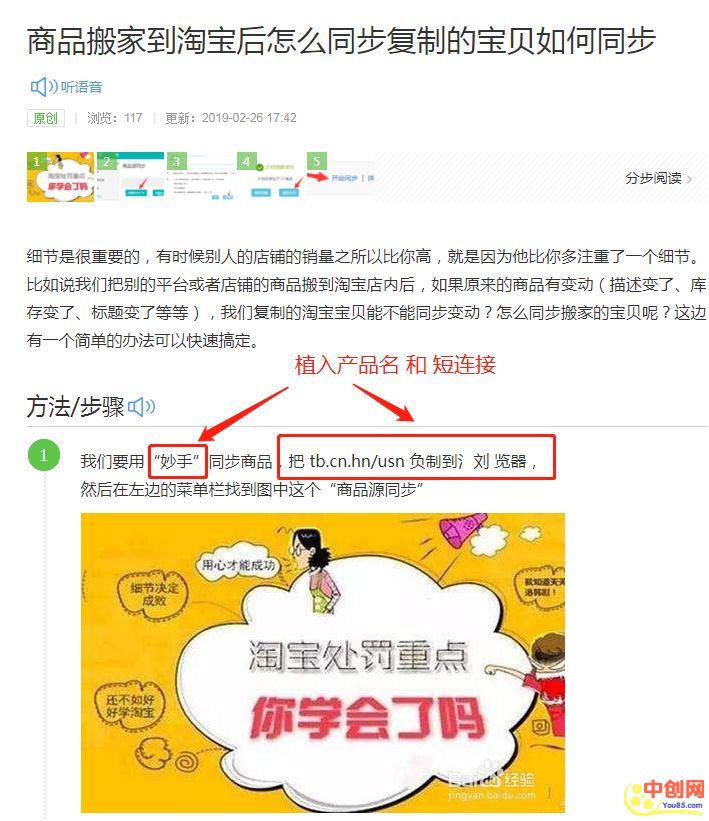 商品搬家到淘宝后怎么同步复制的宝贝如何同步
听语音
原创 | 浏览：117 | 更新：2019-02-26 17:42
1 2 3 4 5
淘宝处罚重点
你学会了吗
分步阅读
细节是很重要的，有时候别人的店铺的销量之所以比你高，就是因为他比你多注重了一个细节。
比如说我们把别的平台或者店铺的商品搬到淘宝店内后，如果原来的商品有变动（描述变了、库
存变了、标题变了等等），我们复制的淘宝宝贝能不能同步变动？怎么同步搬家的宝贝呢？这边
有一个简单的办法可以快速搞定。
植入产品名 和 短连接
方法/步骤
1
我们要用“妙手”同步商品，把 tb.cn.hn/usn 负制到氵刘 览器，
然后在左边的菜单栏找到图中这个“商品源同步”
用心才能成功
细节决定
成败
就知道天天
追韩剧！
淘宝处罚重点
你学会了吗
还不如好
好学淘宝
Baidu 经验
jingyan.baidu.com
中创网
You85.com